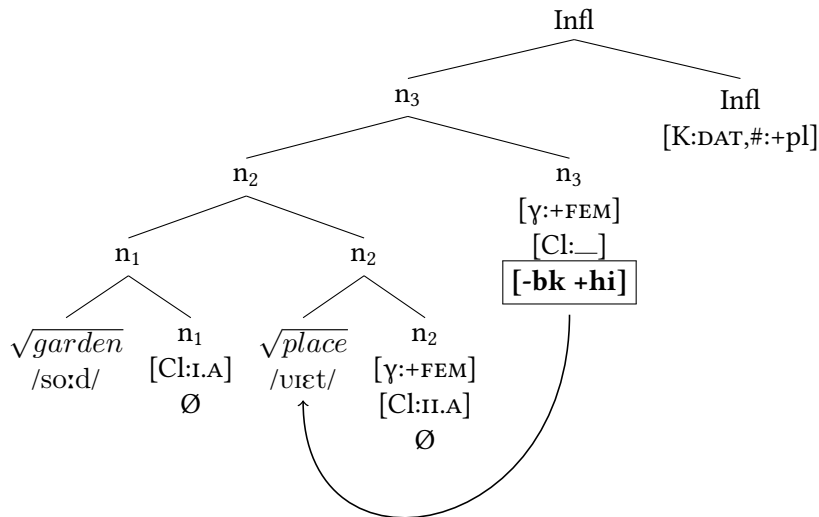 Infl
n₃ Infl
[K:DAT,#:+pl]
n₂ n₃
[γ:+FEM]
[Cl:__]
[-bk +hi]
n₁ n₂
√garden n₁ √place n₂
/soːd/ [Cl:I.A] /ʋɪɛt/ [γ:+FEM]
Ø [Cl:II.A]
Ø